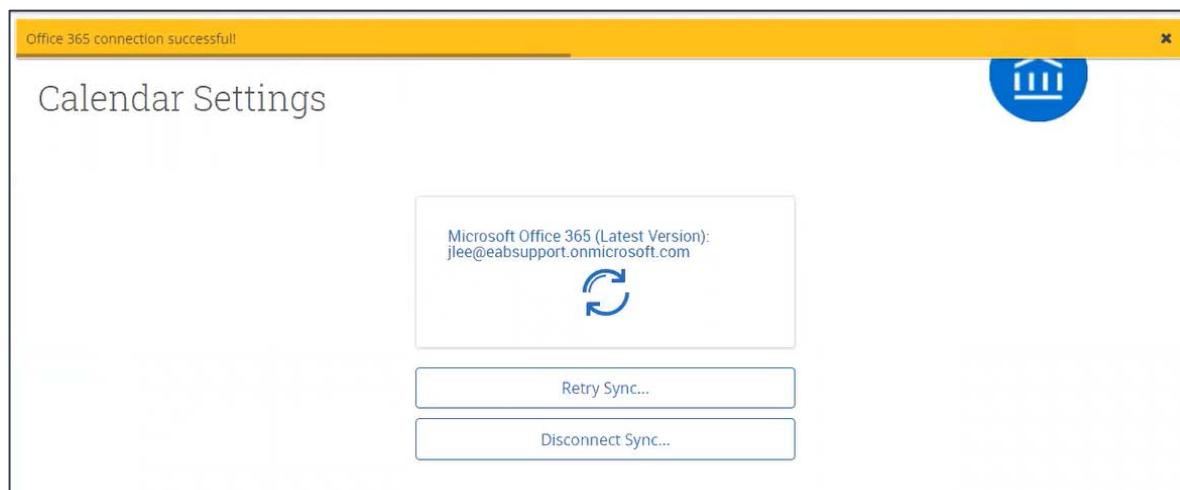 Office 365 connection successful!
Calendar Settings
Microsoft Office 365 (Latest Version):
jlee@eabsupport.onmicrosoft.com
Retry Sync...
Disconnect Sync...